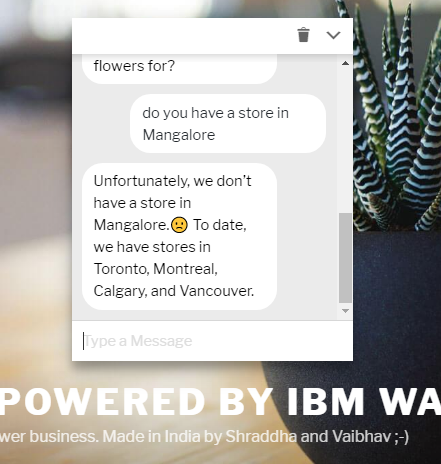 flowers for?
do you have a store in
Mangalore
Unfortunately, we don’t
have a store in
Mangalore.🙁 To date,
we have stores in
Toronto, Montreal,
Calgary, and Vancouver.
Type a Message
POWERED BY IBM WA
wer business. Made in India by Shraddha and Vaibhav ;-)